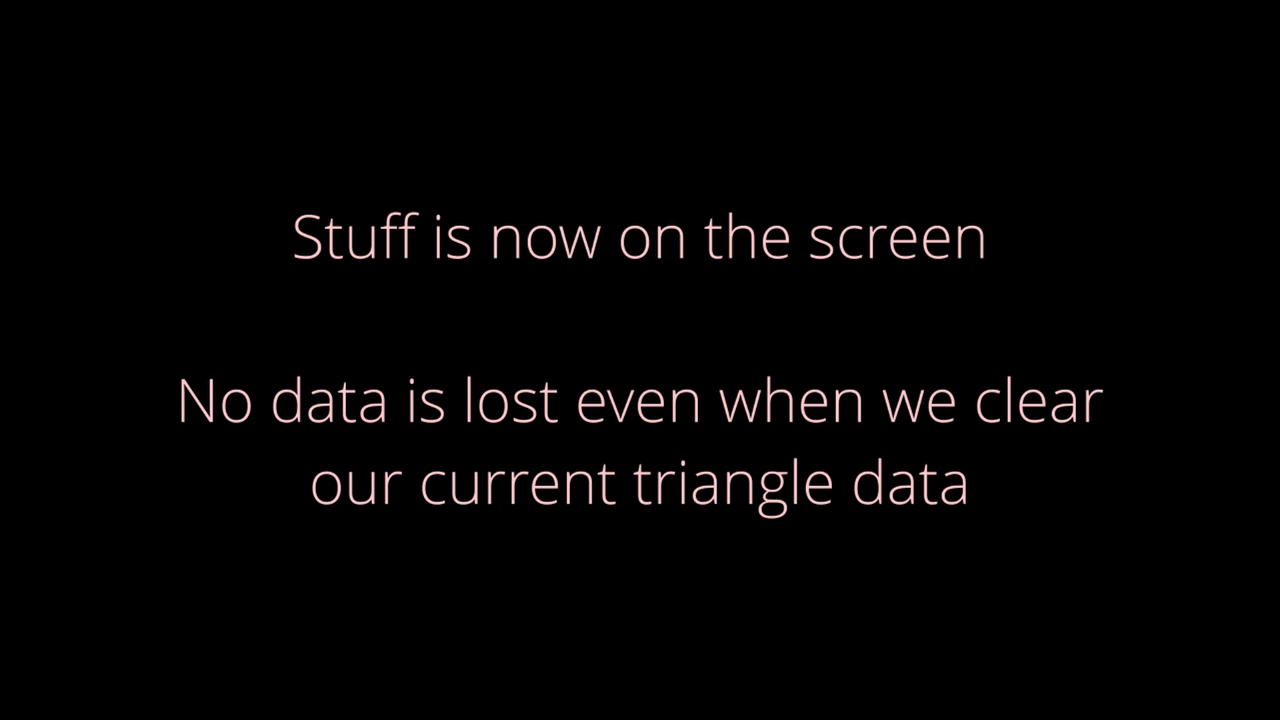 Stuff is now on the screen
No data is lost even when we clear
our current triangle data